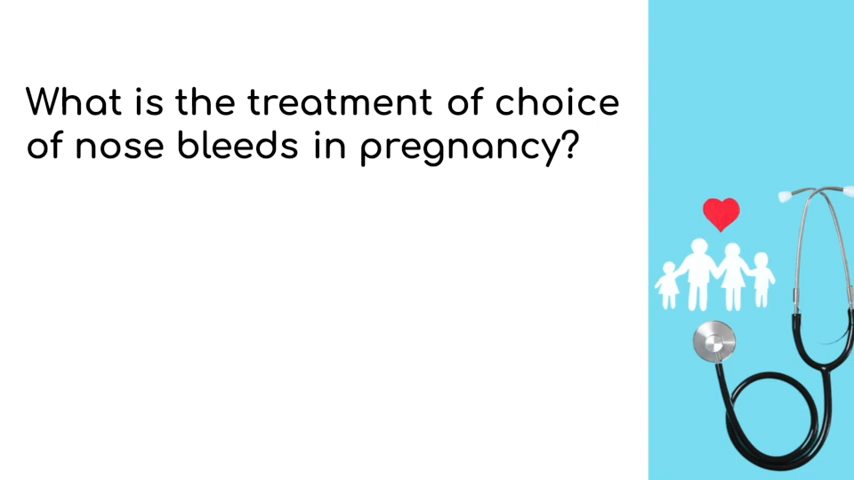 What is the treatment of choice
of nose bleeds in pregnancy?